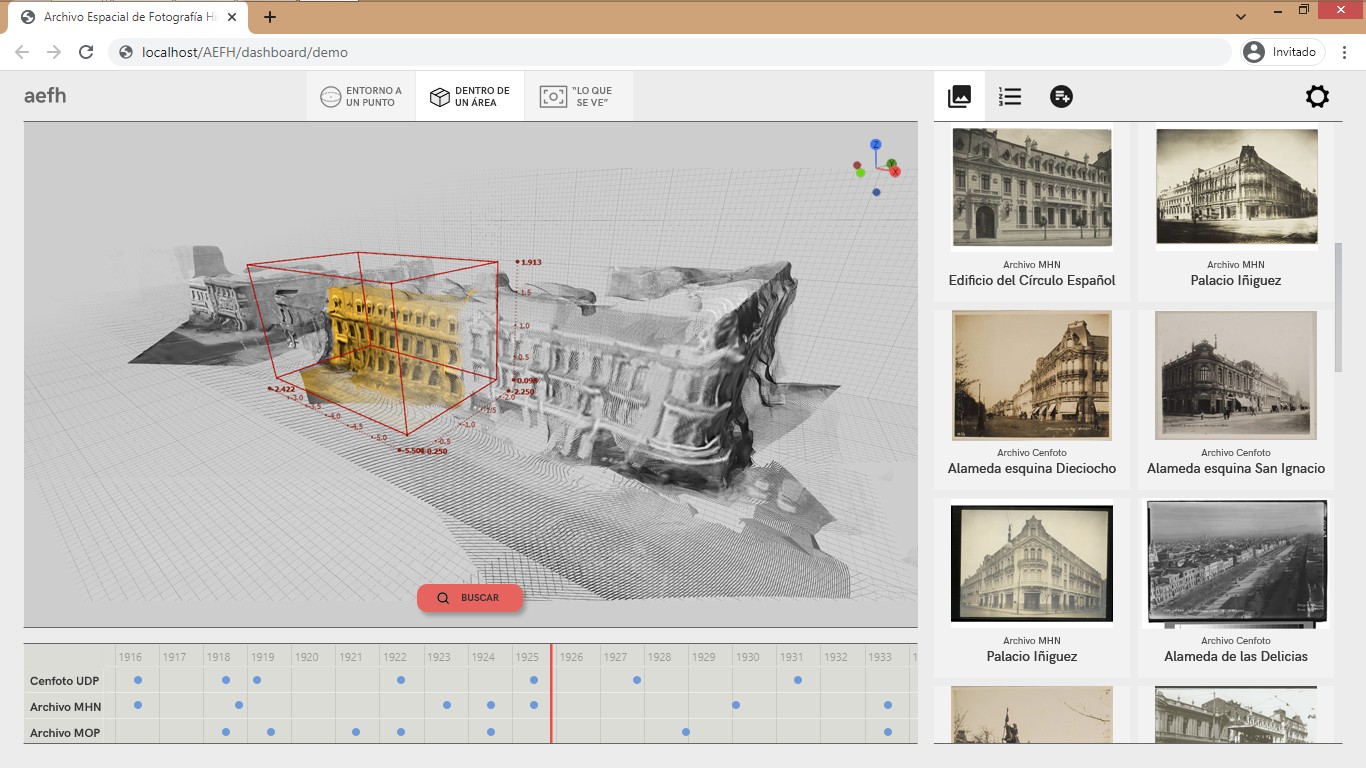 Archivo Espacial de Fotografía Hi
localhost/AEFH/dashboard/demo
Invitado
aefh
ENTORNO A
UN PUNTO
DENTRO DE
UN ÁREA
"LO QUE
SE VE"
Z
Y
X
1.913
1.5
1.0
0.5
0.098
-2.250
-2.0
-1.5
-1.0
-0.5
-2.422
-3.0
-3.5
-4.0
-4.5
-5.0
BUSCAR
Archivo MHN
Edificio del Círculo Español
Archivo MHN
Palacio Iñiguez
Archivo Cenfoto
Alameda esquina Dieciocho
Archivo Cenfoto
Alameda esquina San Ignacio
Archivo MHN
Palacio Iñiguez
Archivo Cenfoto
Alameda de las Delicias
1916 1917 1918 1919 1920 1921 1922 1923 1924 1925 1926 1927 1928 1929 1930 1931 1932 1933 1
Cenfoto UDP
Archivo MHN
Archivo MOP